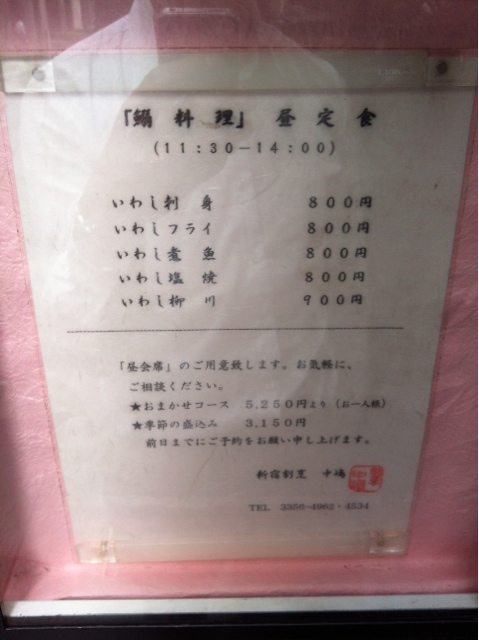 「鰯料理」 昼定食
(11:30-14:00)
いわし刺身 800円
いわしフライ 800円
いわし煮魚 800円
いわし塩焼 800円
いわし柳川 900円
「昼会席」のご用意致します。お気軽に、
ご相談ください。
★おまかせコース 5,250円より（お一人様）
★季節の盛込み 3,150円
前日までにご予約をお願い申し上げます。
新宿割烹 中嶋
TEL 3356-4962・4534